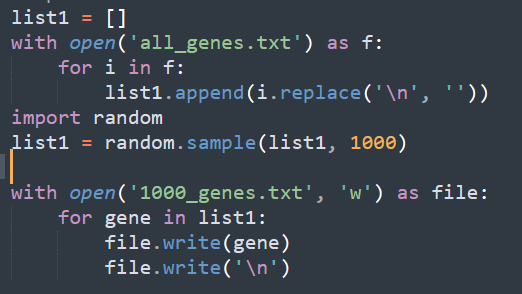 list1 = []
with open('all_genes.txt') as f:
    for i in f:
        list1.append(i.replace('\n', ''))
import random
list1 = random.sample(list1, 1000)

with open('1000_genes.txt', 'w') as file:
    for gene in list1:
        file.write(gene)
        file.write('\n')